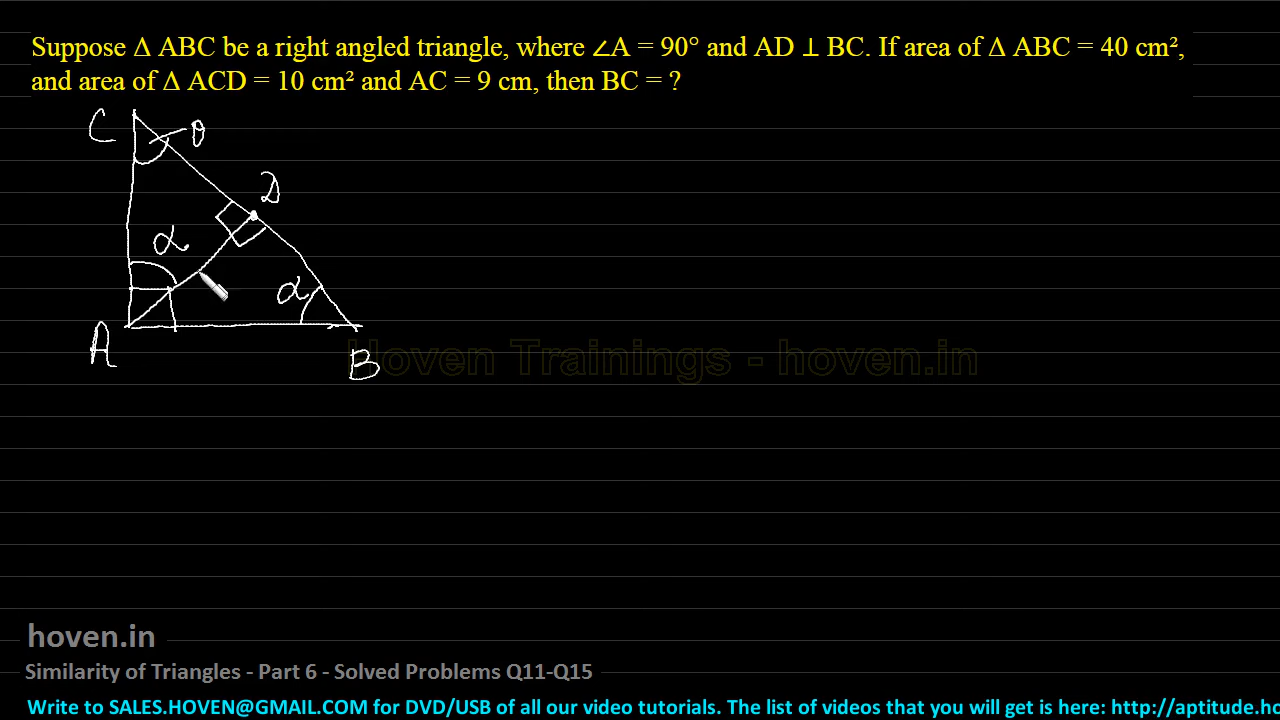 Suppose Δ ABC be a right angled triangle, where ∠A = 90° and AD ⊥ BC. If area of Δ ABC = 40 cm²,
and area of Δ ACD = 10 cm² and AC = 9 cm, then BC = ?
C θ
D
α
α
A
B
Hoven Trainings - hoven.in
hoven.in
Similarity of Triangles - Part 6 - Solved Problems Q11-Q15
Write to SALES.HOVEN@GMAIL.COM for DVD/USB of all our video tutorials. The list of videos that you will get is here: http://aptitude.ho